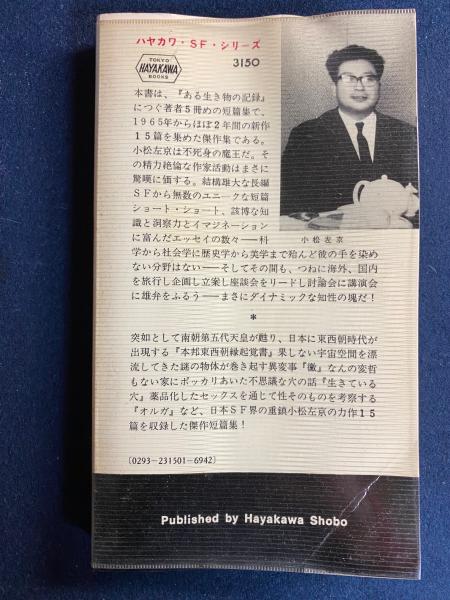 ハヤカワ・SF・シリーズ
TOKYO
HAYAKAWA
BOOKS
3150
本書は、『ある生き物の記録』
につぐ著者5冊めの短篇集で、
1965年からほぼ2年間の新作
15篇を集めた傑作集である。
小松左京は不死身の魔王だ。そ
の精力絶倫な作家活動はまさに
驚嘆に価する。結構雄大な長編
SFから無数のユニークな短篇
ショート・ショート、該博な知
識と洞察力とイマジネーション
に富んだエッセイの数々——科
学から社会学に歴史学から美学まで殆んど彼の手を染め
ない分野はない——そしてその間も、つねに海外、国内
を旅行し企画し立案し座談会をリードし討論会に講演会
に雄弁をふるう——まさにダイナミックな知性の塊だ！
小松左京
*
突如として南朝第五代天皇が甦り、日本に東西朝時代が
出現する『本邦東西朝縁起覚書』果しない宇宙空間を漂
流してきた謎の物体が巻き起す異変事『黴』なんの変哲
もない家にポッカリあいた不思議な穴の話『生きている
穴』薬品化したセックスを通じて性そのものを考察する
『オルガ』など、日本SF界の重鎮小松左京の力作15
篇を収録した傑作短篇集！
(0293-231501-6942)
Published by Hayakawa Shobo